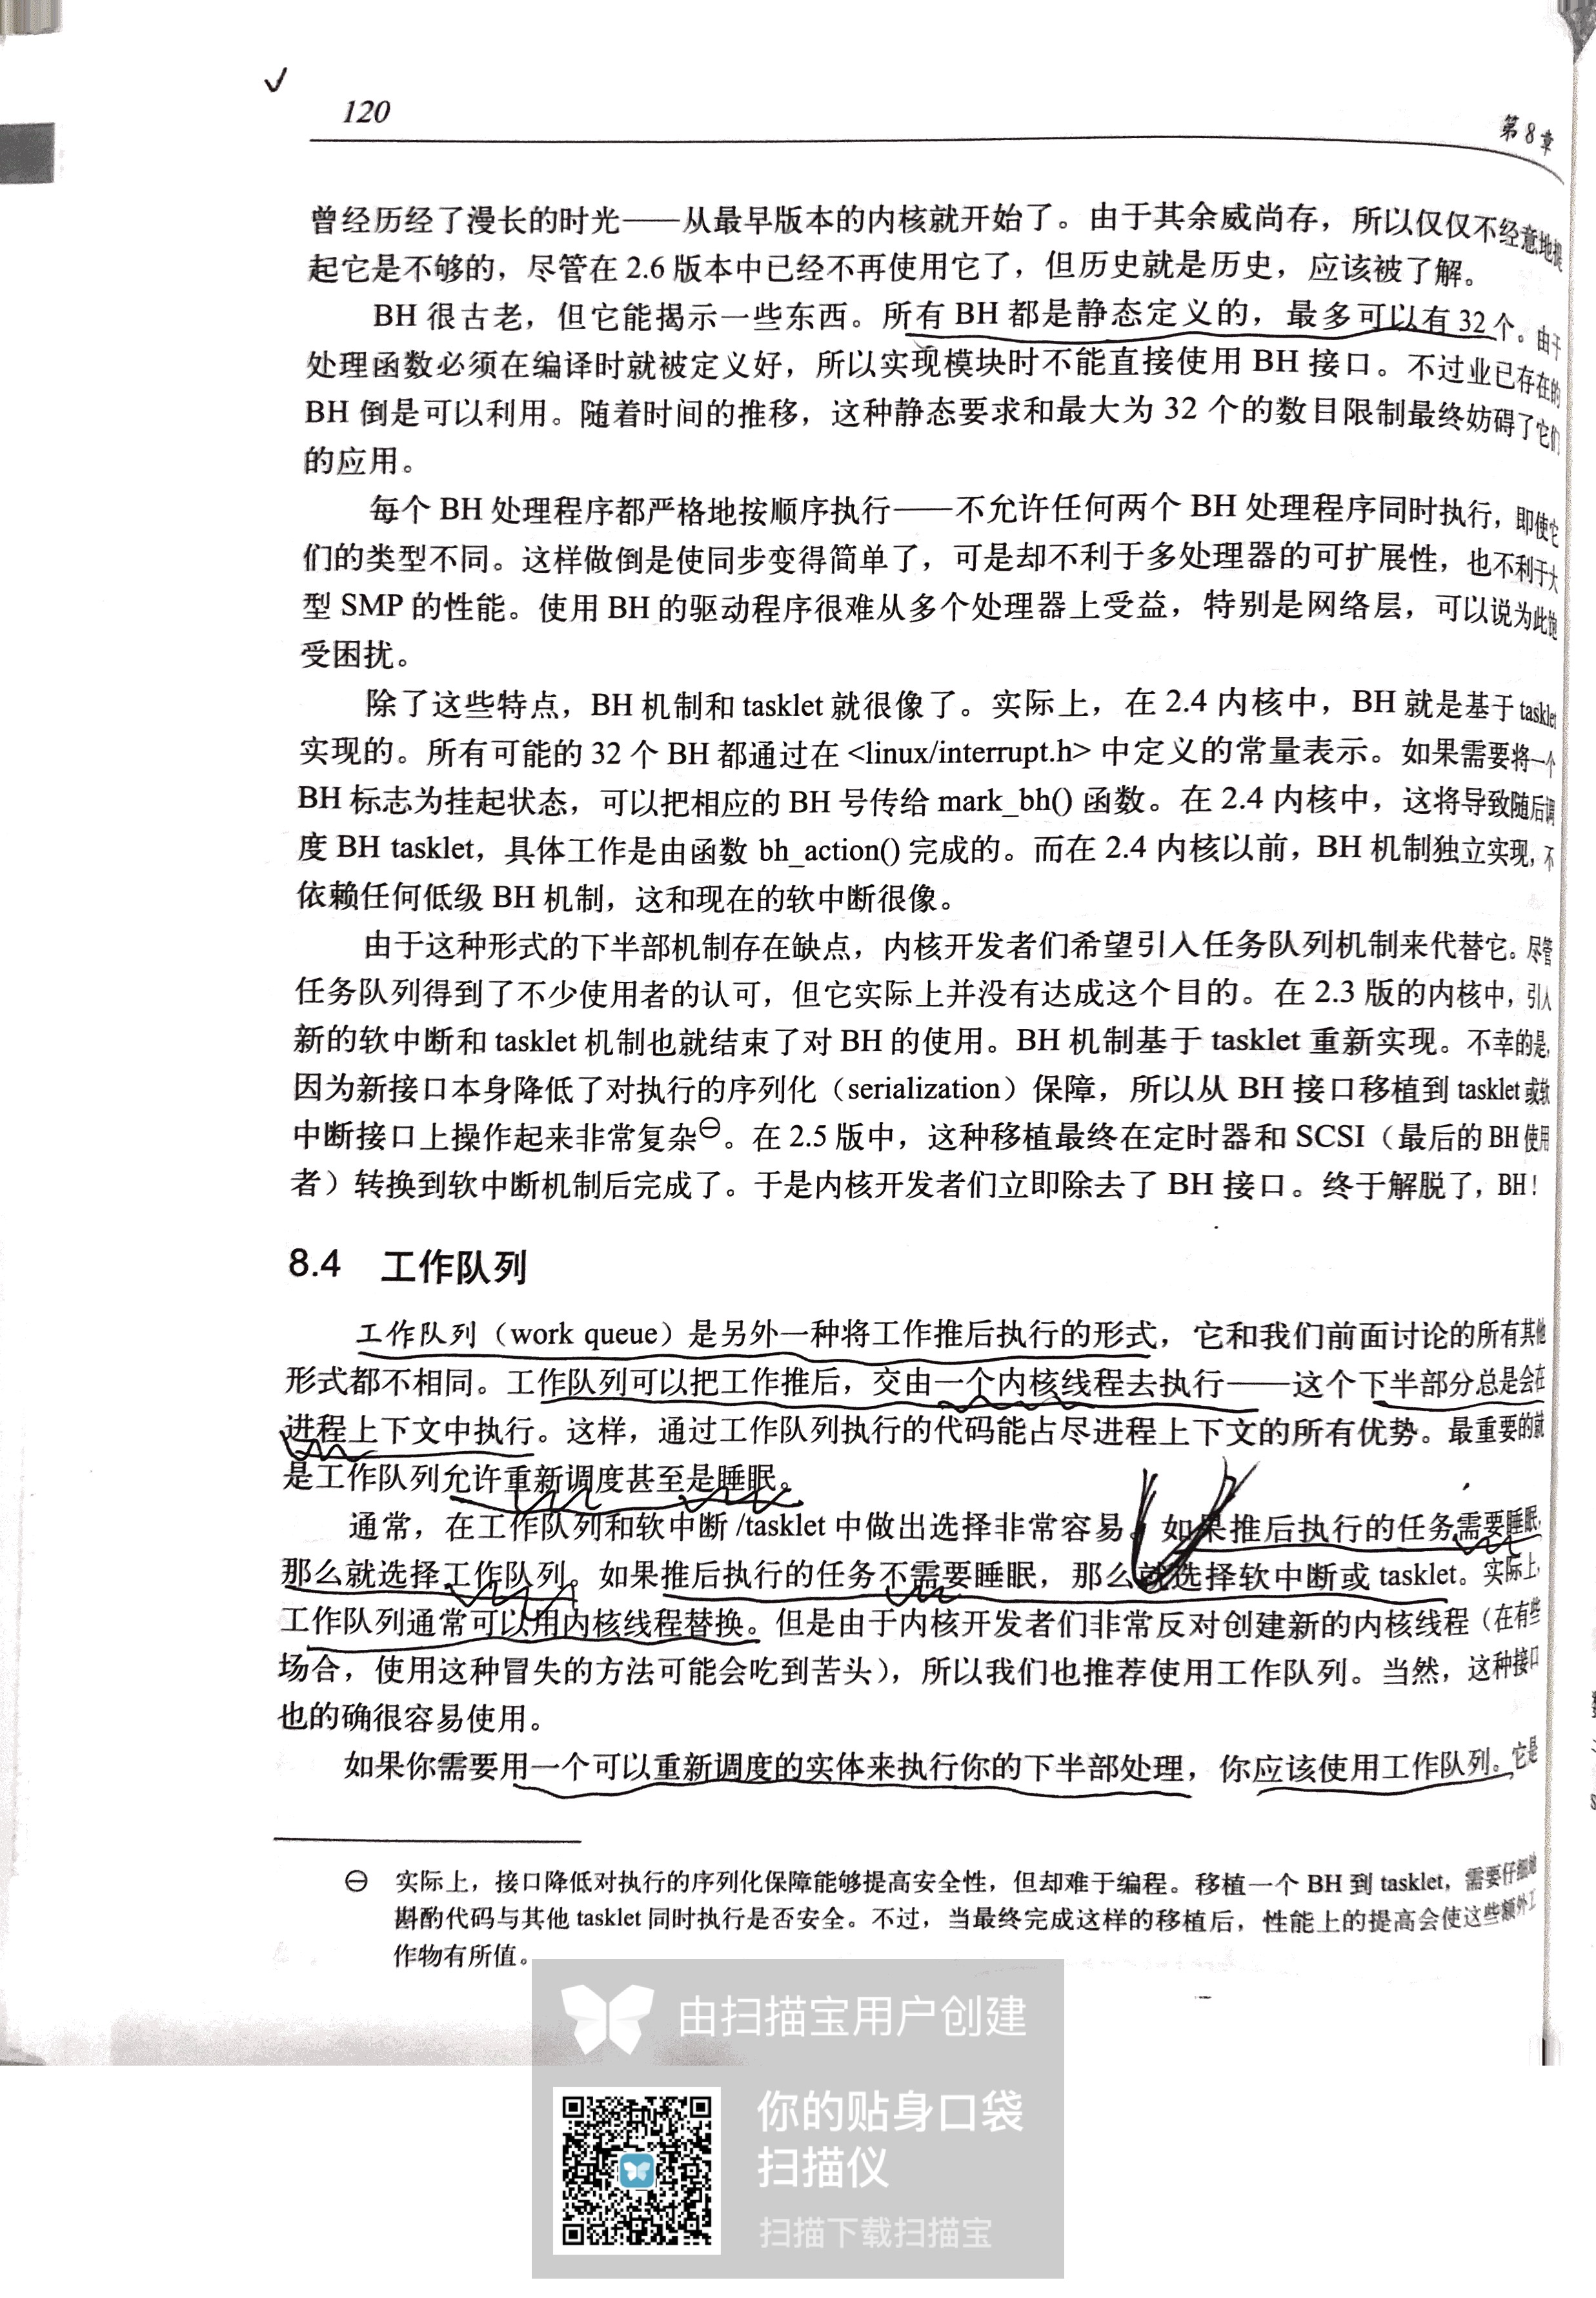 120
第8章
曾经历经了漫长的时光——从最早版本的内核就开始了。由于其余威尚存，所以仅仅不经意地提
起它是不够的，尽管在 2.6 版本中已经不再使用它了，但历史就是历史，应该被了解。
BH 很古老，但它能揭示一些东西。所有 BH 都是静态定义的，最多可以有 32 个。由于
处理函数必须在编译时就被定义好，所以实现模块时不能直接使用 BH 接口。不过业已存在的
BH 倒是可以利用。随着时间的推移，这种静态要求和最大为 32 个的数目限制最终妨碍了它们
的应用。
每个 BH 处理程序都严格地按顺序执行——不允许任何两个 BH 处理程序同时执行，即使它
们的类型不同。这样做倒是使同步变得简单了，可是却不利于多处理器的可扩展性，也不利于大
型 SMP 的性能。使用 BH 的驱动程序很难从多个处理器上受益，特别是网络层，可以说为此饱
受困扰。
除了这些特点，BH 机制和 tasklet 就很像了。实际上，在 2.4 内核中，BH 就是基于 tasklet
实现的。所有可能的 32 个 BH 都通过在 <linux/interrupt.h> 中定义的常量表示。如果需要将一个
BH 标志为挂起状态，可以把相应的 BH 号传给 mark_bh() 函数。在 2.4 内核中，这将导致随后调
度 BH tasklet，具体工作是由函数 bh_action() 完成的。而在 2.4 内核以前，BH 机制独立实现，不
依赖任何低级 BH 机制，这和现在的软中断很像。
由于这种形式的下半部机制存在缺点，内核开发者们希望引入任务队列机制来代替它。尽管
任务队列得到了不少使用者的认可，但它实际上并没有达成这个目的。在 2.3 版的内核中，引入
新的软中断和 tasklet 机制也就结束了对 BH 的使用。BH 机制基于 tasklet 重新实现。不幸的是，
因为新接口本身降低了对执行的序列化（serialization）保障，所以从 BH 接口移植到 tasklet 或软
中断接口上操作起来非常复杂㊀。在 2.5 版中，这种移植最终在定时器和 SCSI（最后的 BH 使用
者）转换到软中断机制后完成了。于是内核开发者们立即除去了 BH 接口。终于解脱了，BH！
8.4 工作队列
工作队列（work queue）是另外一种将工作推后执行的形式，它和我们前面讨论的所有其他
形式都不相同。工作队列可以把工作推后，交由一个内核线程去执行——这个下半部分总是会在
进程上下文中执行。这样，通过工作队列执行的代码能占尽进程上下文的所有优势。最重要的就
是工作队列允许重新调度甚至是睡眠。
通常，在工作队列和软中断 /tasklet 中做出选择非常容易。如果推后执行的任务需要睡眠，
那么就选择工作队列。如果推后执行的任务不需要睡眠，那么就选择软中断或 tasklet。实际上，
工作队列通常可以用内核线程替换。但是由于内核开发者们非常反对创建新的内核线程（在有些
场合，使用这种冒失的方法可能会吃到苦头），所以我们也推荐使用工作队列。当然，这种接口
也的确很容易使用。
如果你需要用一个可以重新调度的实体来执行你的下半部处理，你应该使用工作队列。它是
㊀ 实际上，接口降低对执行的序列化保障能够提高安全性，但却难于编程。移植一个 BH 到 tasklet，需要仔细地
斟酌代码与其他 tasklet 同时执行是否安全。不过，当最终完成这样的移植后，性能上的提高会使这些额外工
作物有所值。
由扫描宝用户创建
你的贴身口袋
扫描仪
扫描下载扫描宝